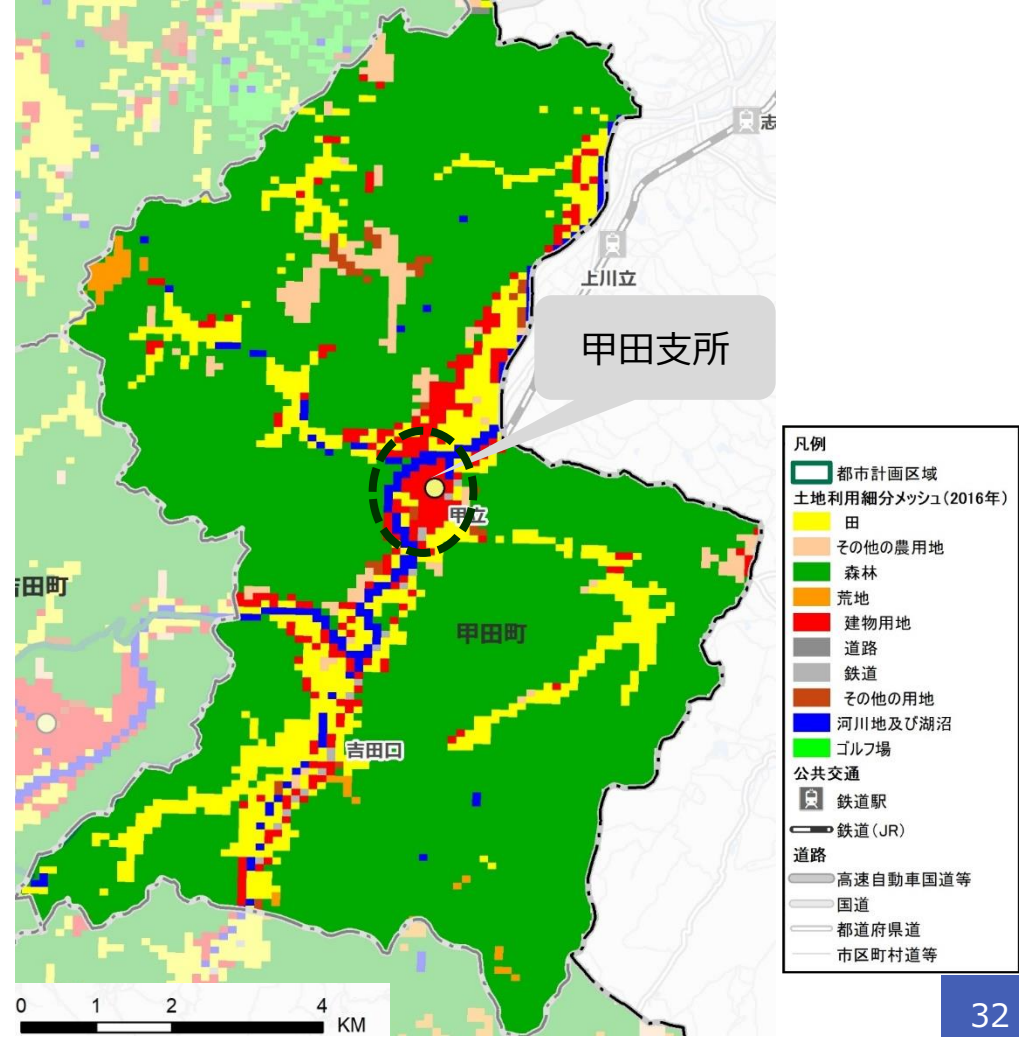 志
上川立
甲田支所
甲立
吉田町
甲田町
吉田口
0 1 2 4 KM
凡例
都市計画区域
土地利用細分メッシュ(2016年)
田
その他の農用地
森林
荒地
建物用地
道路
鉄道
その他の用地
河川地及び湖沼
ゴルフ場
公共交通
鉄道駅
鉄道(JR)
道路
高速自動車国道等
国道
都道府県道
市区町村道等
32